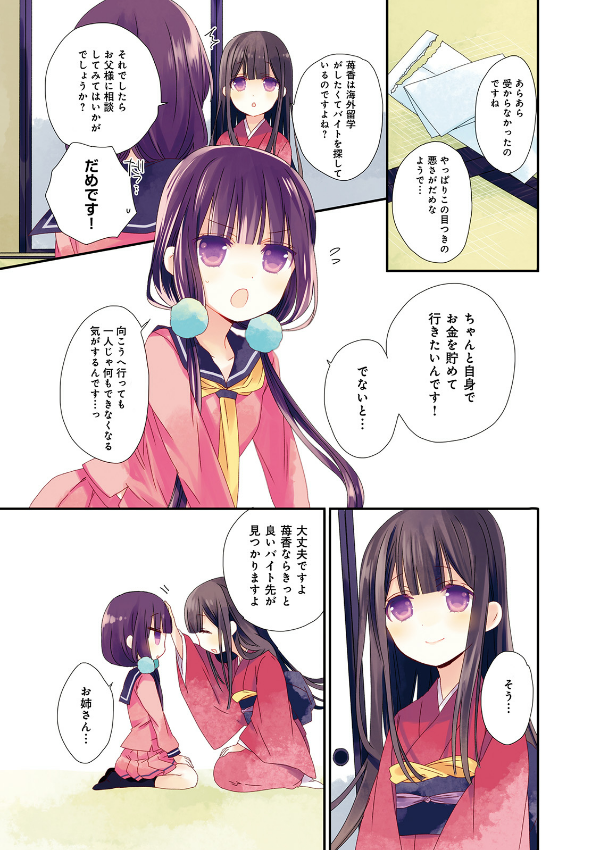 あらあら
受からなかったの
ですね
やっぱりこの目つきの
悪さがだめな
ようで…
苺香は海外留学
がしたくてバイトを探して
いるのですよね?
それでしたら
お父様に相談
してみてはいかが
でしょうか?
だっ…
だめです!
ちゃんと自身で
お金を貯めて
行きたいんです!
でないと…
向こうへ行っても
一人じゃ何もできなくなる
気がするんです…っ
そう…
大丈夫ですよ
苺香ならきっと
良いバイト先が
見つかりますよ
お姉さん…